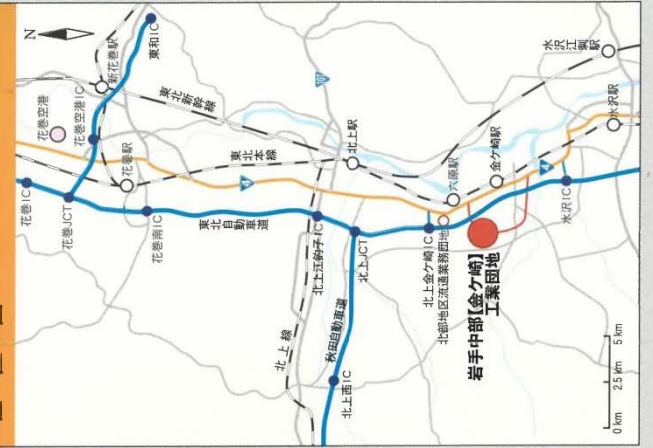 N
花巻IC
花巻空港
花巻空港IC
新花巻駅
東和IC
花巻JCT
花巻駅
花巻南IC
東北新幹線
東北本線
東北自動車道
4
107
北上線
北上江釣子IC
北上駅
北上JCT
秋田自動車道
北上西IC
北上金ケ崎IC
北部地区流通業務団地
六原駅
金ケ崎駅
岩手中部【金ケ崎】
工業団地
4
水沢IC
水沢駅
水沢
江刺駅
0 km
2.5 km
5 km